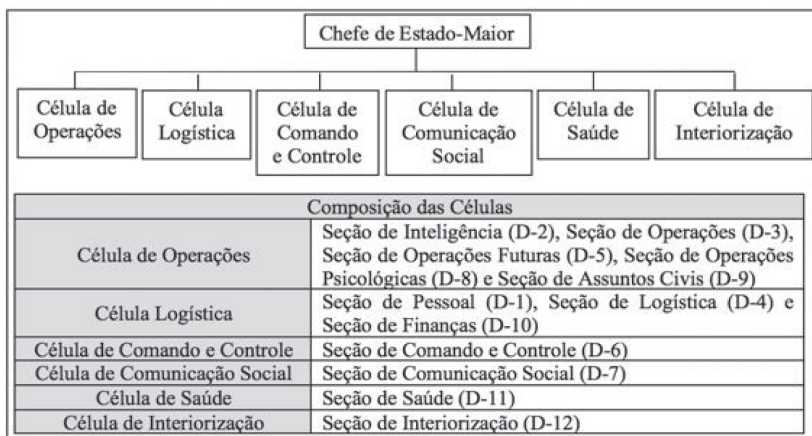 Chefe de Estado-Maior
Célula de
Operações
Célula
Logística
Célula de
Comando
e Controle
Célula de
Comunicação
Social
Célula de
Saúde
Célula de
Interiorização
Composição das Células
Célula de Operações
Seção de Inteligência (D-2), Seção de Operações (D-3),
Seção de Operações Futuras (D-5), Seção de Operações
Psicológicas (D-8) e Seção de Assuntos Civis (D-9)
Célula Logística
Seção de Pessoal (D-1), Seção de Logística (D-4) e
Seção de Finanças (D-10)
Célula de Comando e Controle
Seção de Comando e Controle (D-6)
Célula de Comunicação Social
Seção de Comunicação Social (D-7)
Célula de Saúde
Seção de Saúde (D-11)
Célula de Interiorização
Seção de Interiorização (D-12)